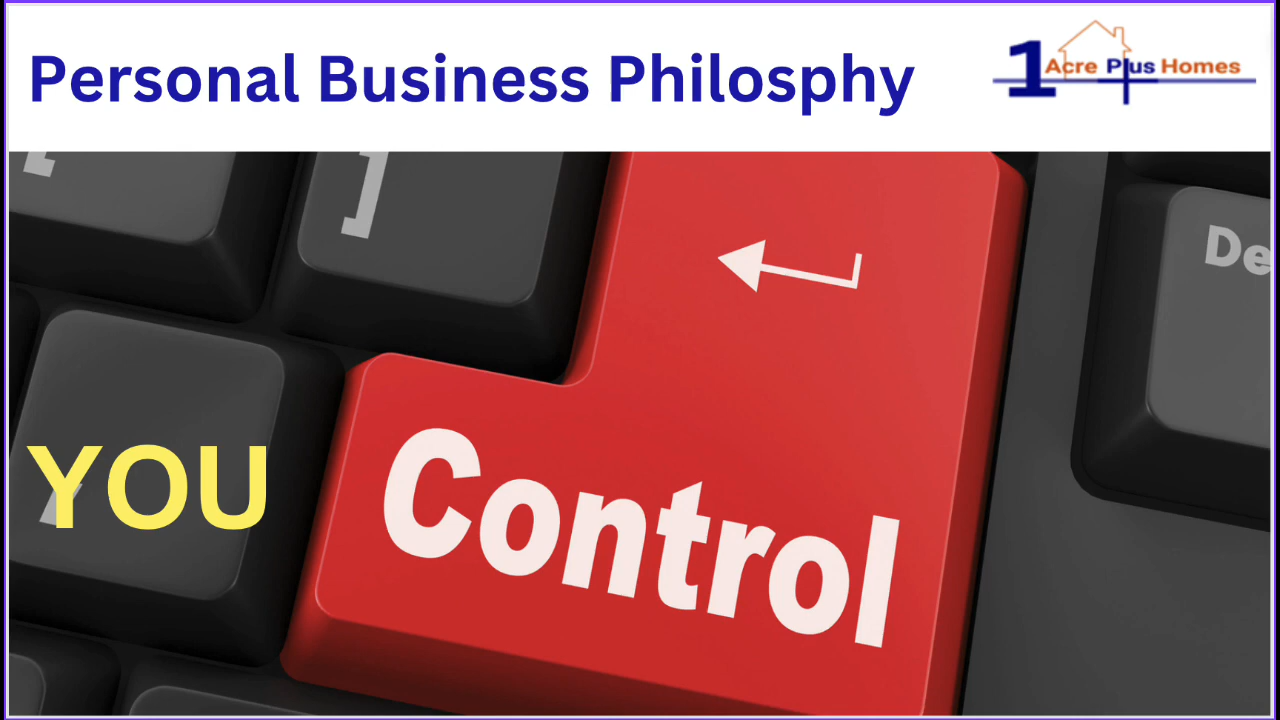 Personal Business Philosphy
1 Acre Plus Homes
]
De
YOU
Control